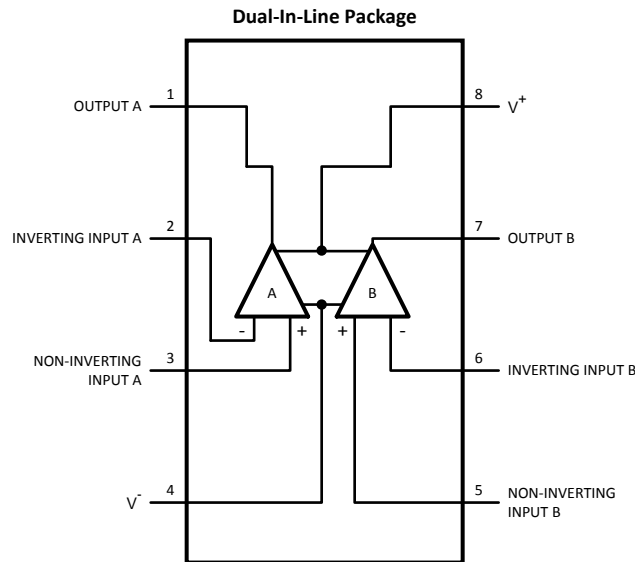 Dual-In-Line Package
1
OUTPUT A
8
V+
2
INVERTING INPUT A
7
OUTPUT B
A
B
- +
+ -
3
NON-INVERTING
INPUT A
6
INVERTING INPUT B
4
V-
5
NON-INVERTING
INPUT B